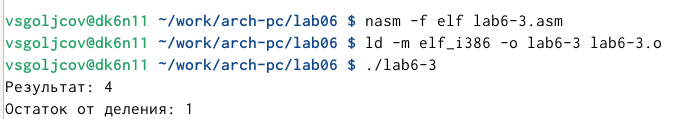 vsgoljcov@dk6n11 ~/work/arch-pc/lab06 $ nasm -f elf lab6-3.asm
vsgoljcov@dk6n11 ~/work/arch-pc/lab06 $ ld -m elf_i386 -o lab6-3 lab6-3.o
vsgoljcov@dk6n11 ~/work/arch-pc/lab06 $ ./lab6-3
Результат: 4
Остаток от деления: 1